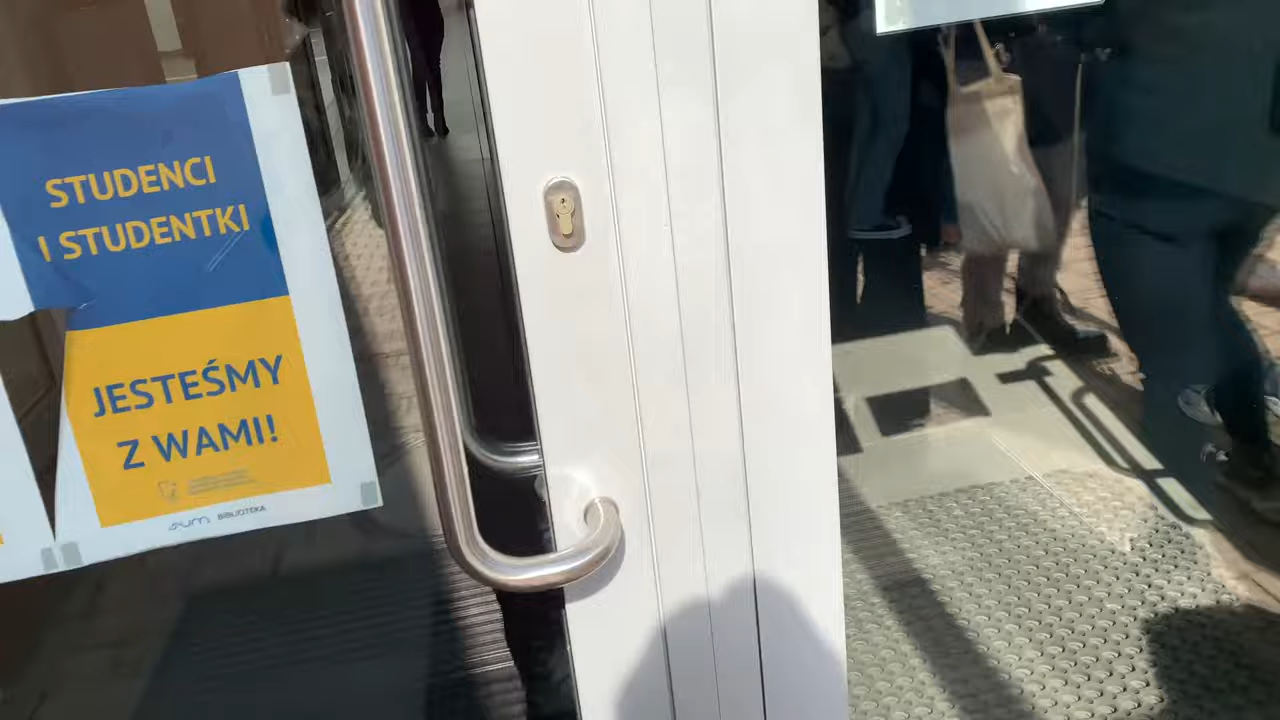 STUDENCI
I STUDENTKI
JESTEŚMY
Z WAMI!
sum BIBLIOTEKA